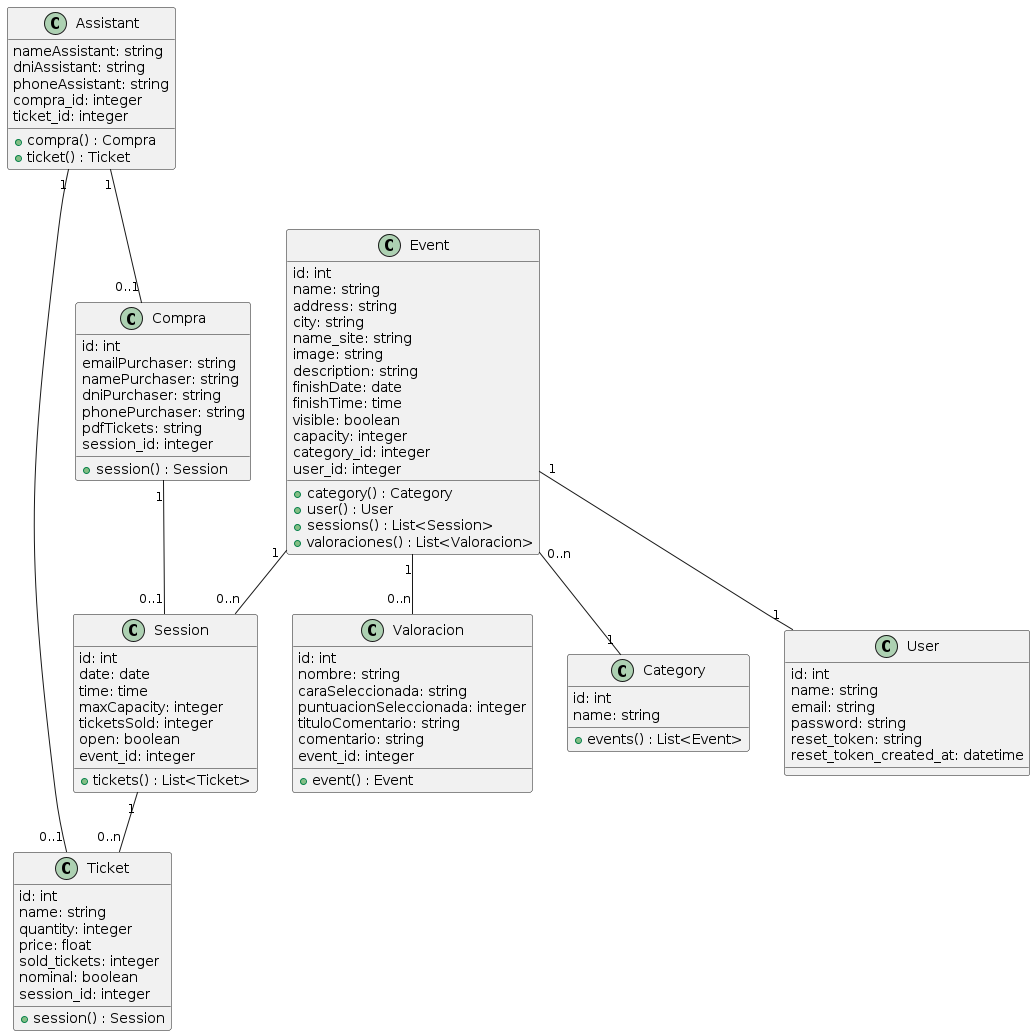 C Assistant
nameAssistant: string
dniAssistant: string
phoneAssistant: string
compra_id: integer
ticket_id: integer
compra() : Compra
ticket() : Ticket
1
1
0..1
C Compra
id: int
emailPurchaser: string
namePurchaser: string
dniPurchaser: string
phonePurchaser: string
pdfTickets: string
session_id: integer
session() : Session
1
0..1
C Event
id: int
name: string
address: string
city: string
name_site: string
image: string
description: string
finishDate: date
finishTime: time
visible: boolean
capacity: integer
category_id: integer
user_id: integer
category() : Category
user() : User
sessions() : List<Session>
valoraciones() : List<Valoracion>
1
1
0..n
1
0..n
0..n
1
1
C Session
id: int
date: date
time: time
maxCapacity: integer
ticketsSold: integer
open: boolean
event_id: integer
tickets() : List<Ticket>
C Valoracion
id: int
nombre: string
caraSeleccionada: string
puntuacionSeleccionada: integer
tituloComentario: string
comentario: string
event_id: integer
event() : Event
C Category
id: int
name: string
events() : List<Event>
C User
id: int
name: string
email: string
password: string
reset_token: string
reset_token_created_at: datetime
1
0..1
0..n
C Ticket
id: int
name: string
quantity: integer
price: float
sold_tickets: integer
nominal: boolean
session_id: integer
session() : Session